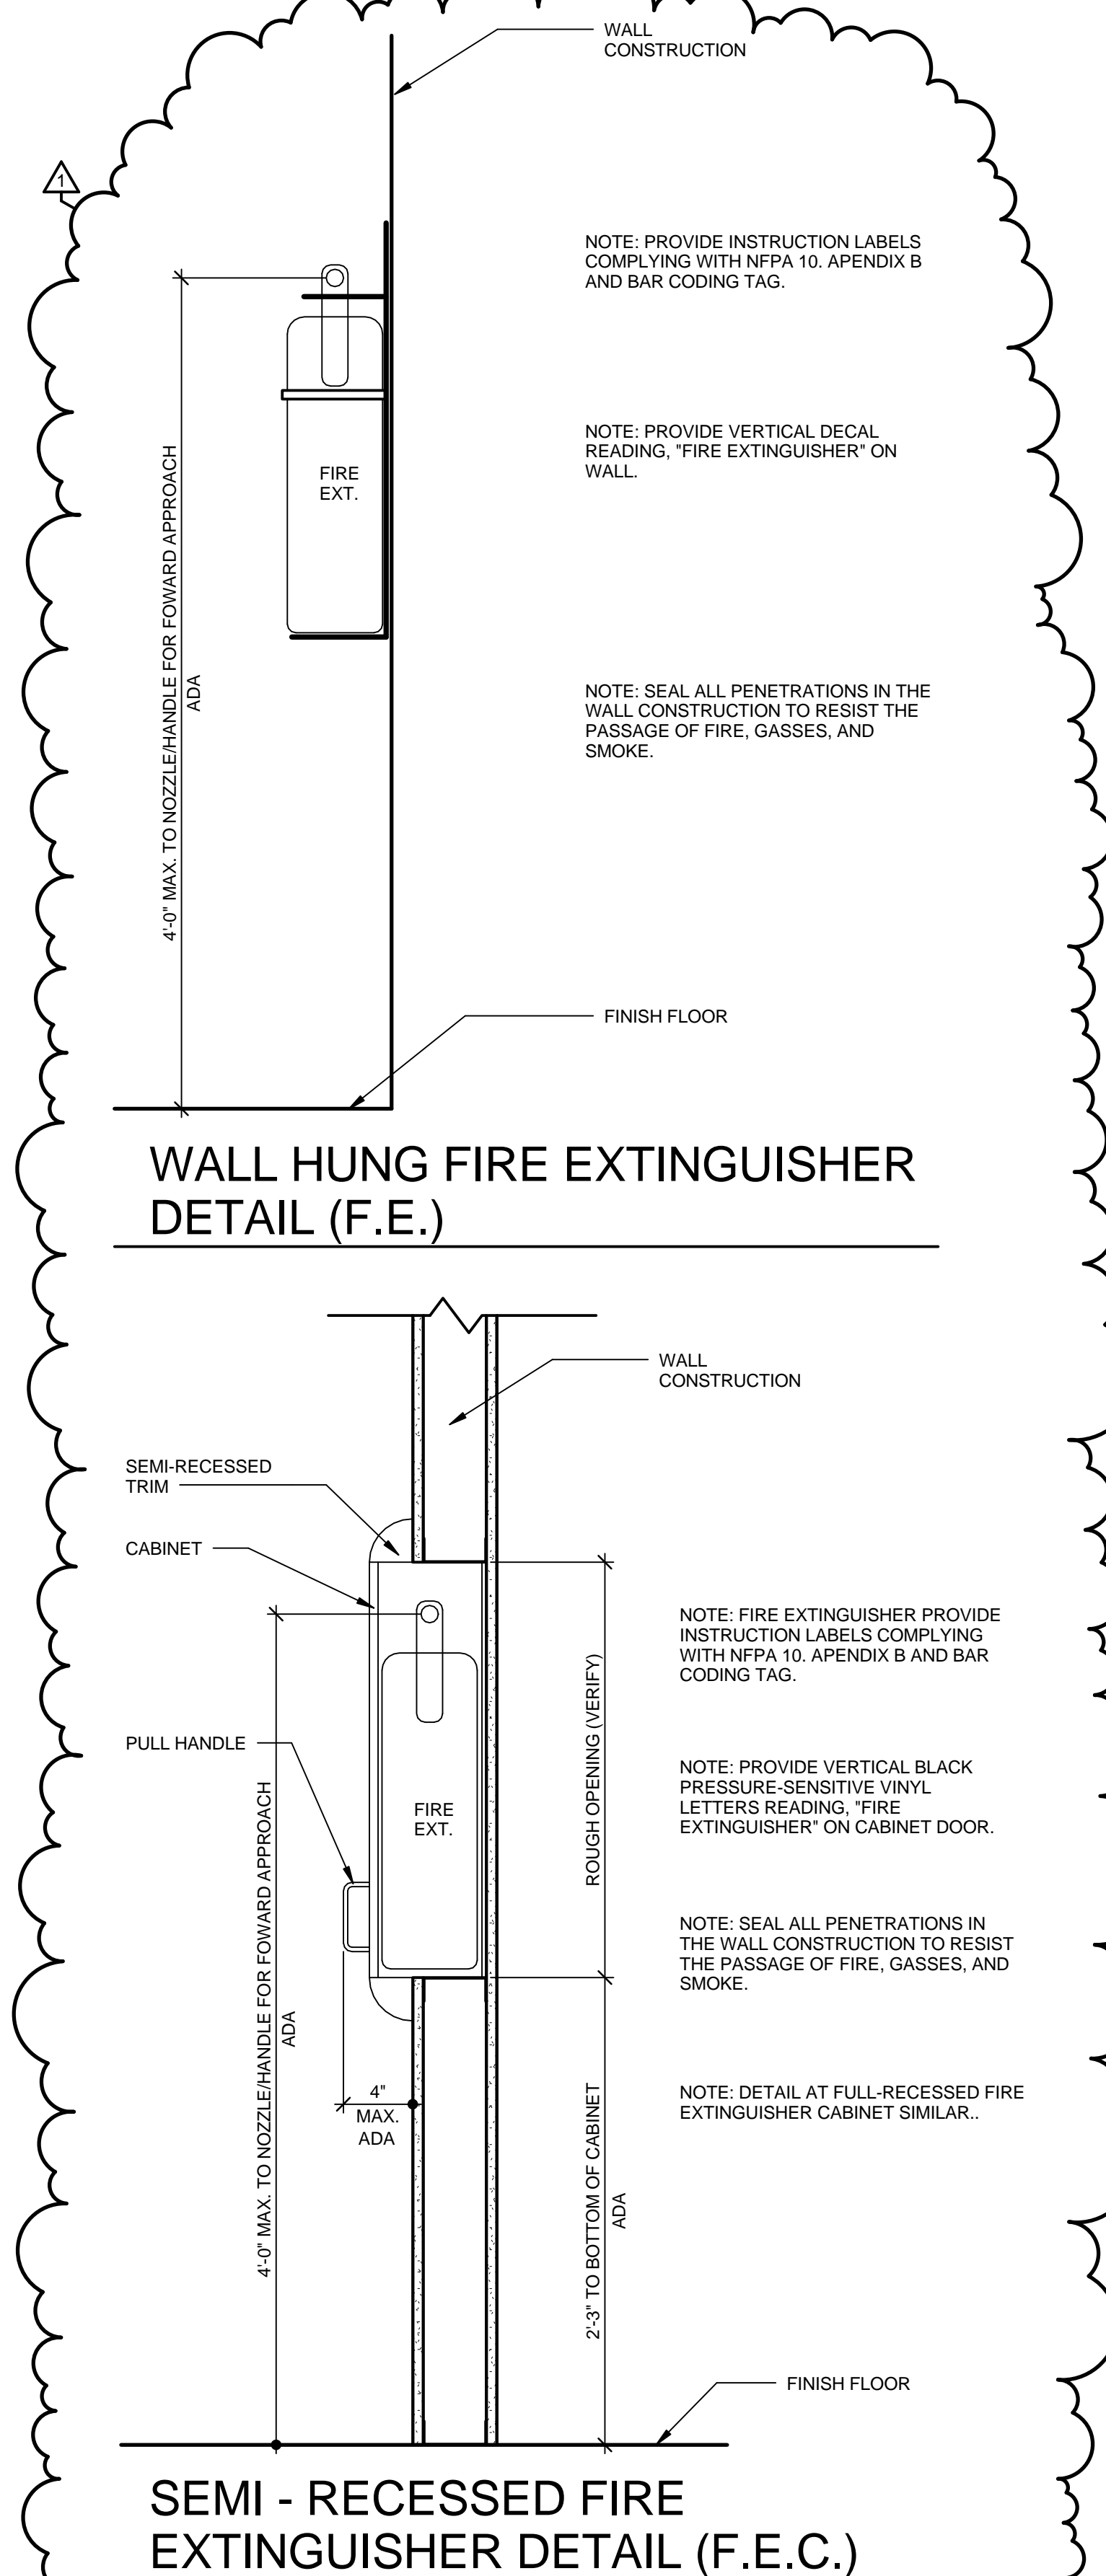 WALL
CONSTRUCTION
1
NOTE: PROVIDE INSTRUCTION LABELS
COMPLYING WITH NFPA 10. APENDIX B
AND BAR CODING TAG.
NOTE: PROVIDE VERTICAL DECAL
READING, "FIRE EXTINGUISHER" ON
WALL.
FIRE
EXT.
4'-0" MAX. TO NOZZLE/HANDLE FOR FOWARD APPROACH
ADA
NOTE: SEAL ALL PENETRATIONS IN THE
WALL CONSTRUCTION TO RESIST THE
PASSAGE OF FIRE, GASSES, AND
SMOKE.
FINISH FLOOR
WALL HUNG FIRE EXTINGUISHER
DETAIL (F.E.)
WALL
CONSTRUCTION
SEMI-RECESSED
TRIM
CABINET
PULL HANDLE
FIRE
EXT.
ROUGH OPENING (VERIFY)
NOTE: FIRE EXTINGUISHER PROVIDE
INSTRUCTION LABELS COMPLYING
WITH NFPA 10. APENDIX B AND BAR
CODING TAG.
NOTE: PROVIDE VERTICAL BLACK
PRESSURE-SENSITIVE VINYL
LETTERS READING, "FIRE
EXTINGUISHER" ON CABINET DOOR.
NOTE: SEAL ALL PENETRATIONS IN
THE WALL CONSTRUCTION TO RESIST
THE PASSAGE OF FIRE, GASSES, AND
SMOKE.
4'-0" MAX. TO NOZZLE/HANDLE FOR FOWARD APPROACH
ADA
4"
MAX.
ADA
2'-3" TO BOTTOM OF CABINET
ADA
NOTE: DETAIL AT FULL-RECESSED FIRE
EXTINGUISHER CABINET SIMILAR..
FINISH FLOOR
SEMI - RECESSED FIRE
EXTINGUISHER DETAIL (F.E.C.)